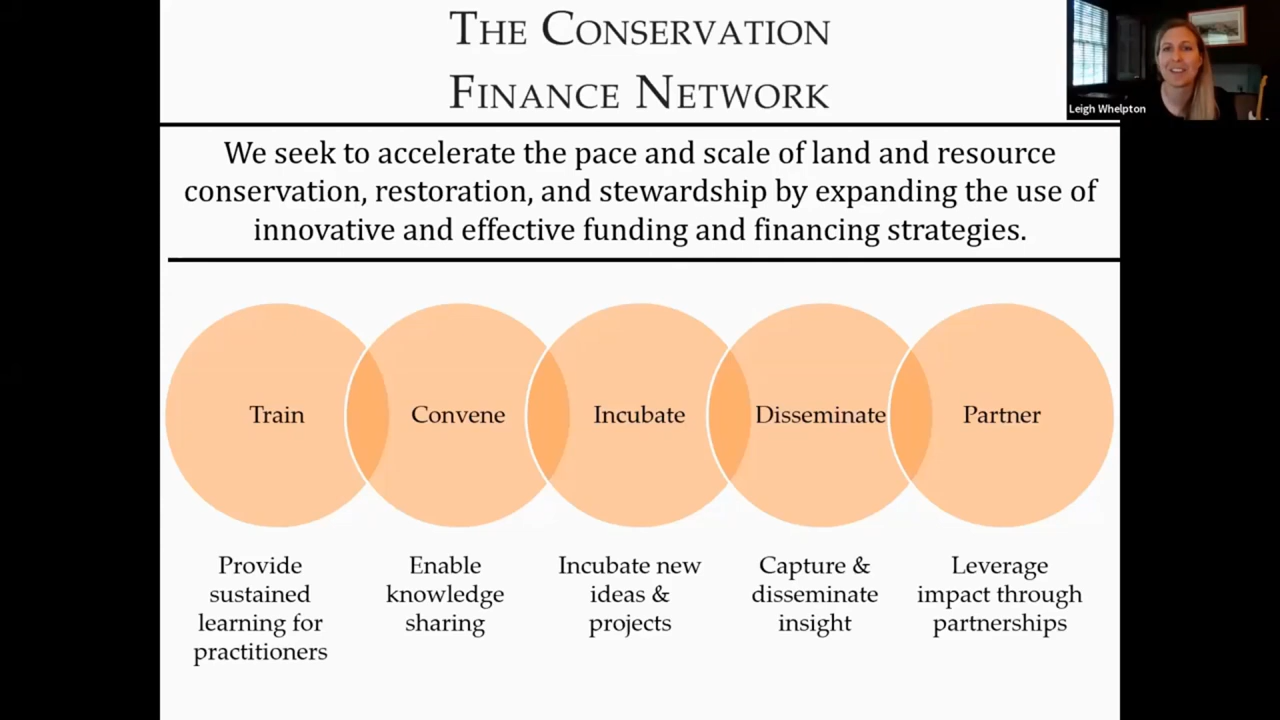 THE CONSERVATION
FINANCE NETWORK
Leigh Whelpton
We seek to accelerate the pace and scale of land and resource
conservation, restoration, and stewardship by expanding the use of
innovative and effective funding and financing strategies.
Train
Convene
Incubate
Disseminate
Partner
Provide
sustained
learning for
practitioners
Enable
knowledge
sharing
Incubate new
ideas &
projects
Capture &
disseminate
insight
Leverage
impact through
partnerships